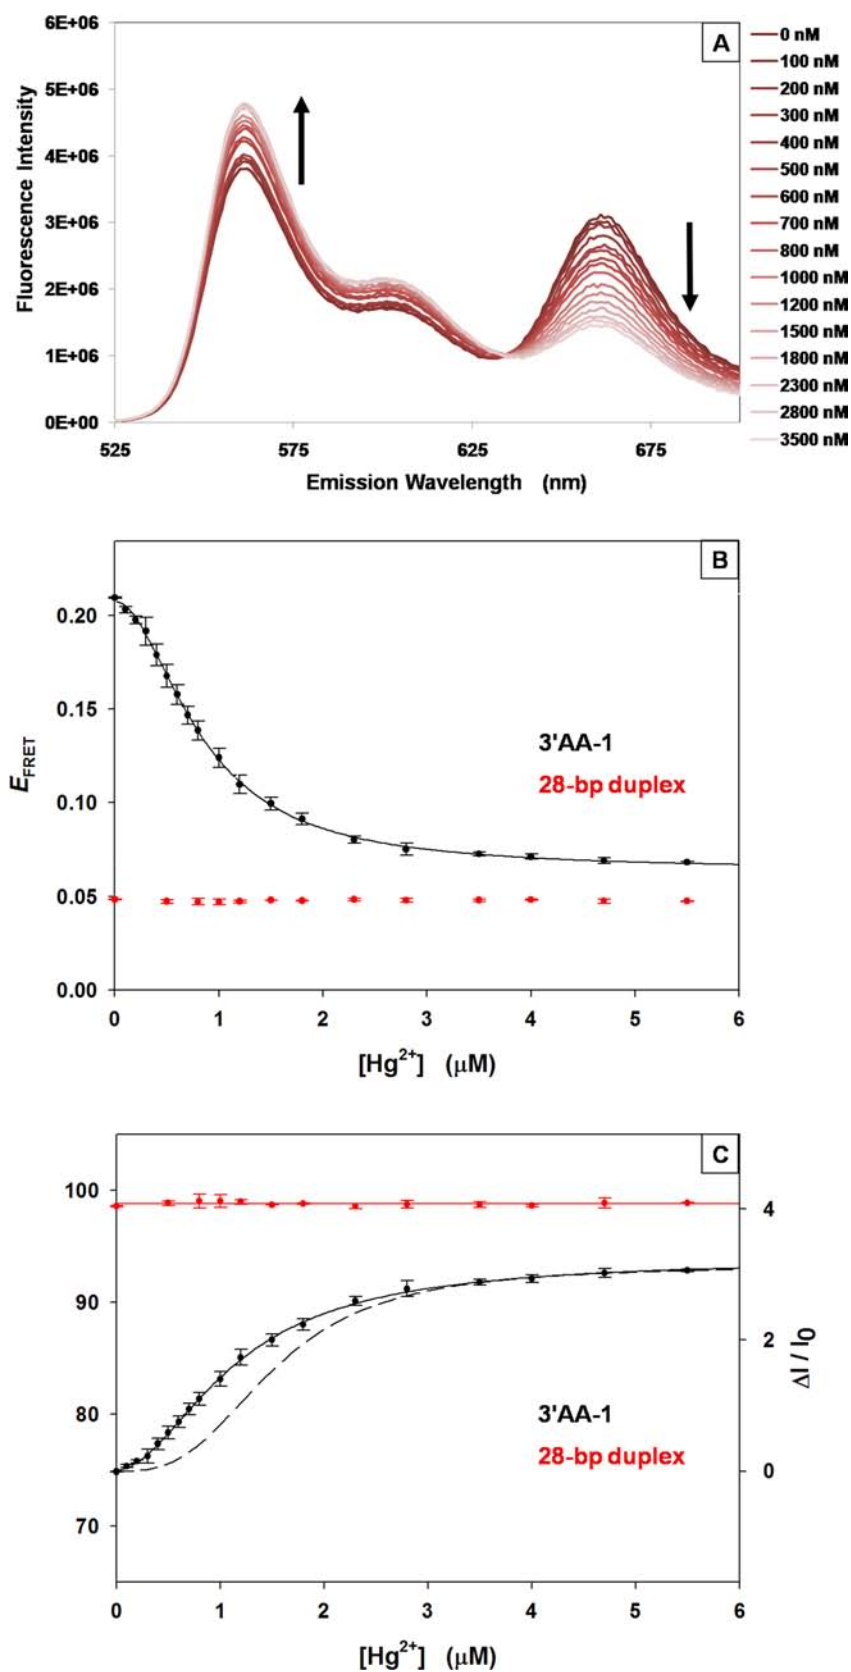 A
6E+06
5E+06
4E+06
3E+06
2E+06
1E+06
0E+00
Fluorescence Intensity
525
575
625
675
Emission Wavelength (nm)
0 nM
100 nM
200 nM
300 nM
400 nM
500 nM
600 nM
700 nM
800 nM
1000 nM
1200 nM
1500 nM
1800 nM
2300 nM
2800 nM
3500 nM
B
0.20
0.15
0.10
0.05
0.00
E_FRET
3'AA-1
28-bp duplex
0 1 2 3 4 5 6
[Hg²⁺] (μM)
C
100
90
80
70
4
2
0
ΔI / I0
3'AA-1
28-bp duplex
0 1 2 3 4 5 6
[Hg²⁺] (μM)